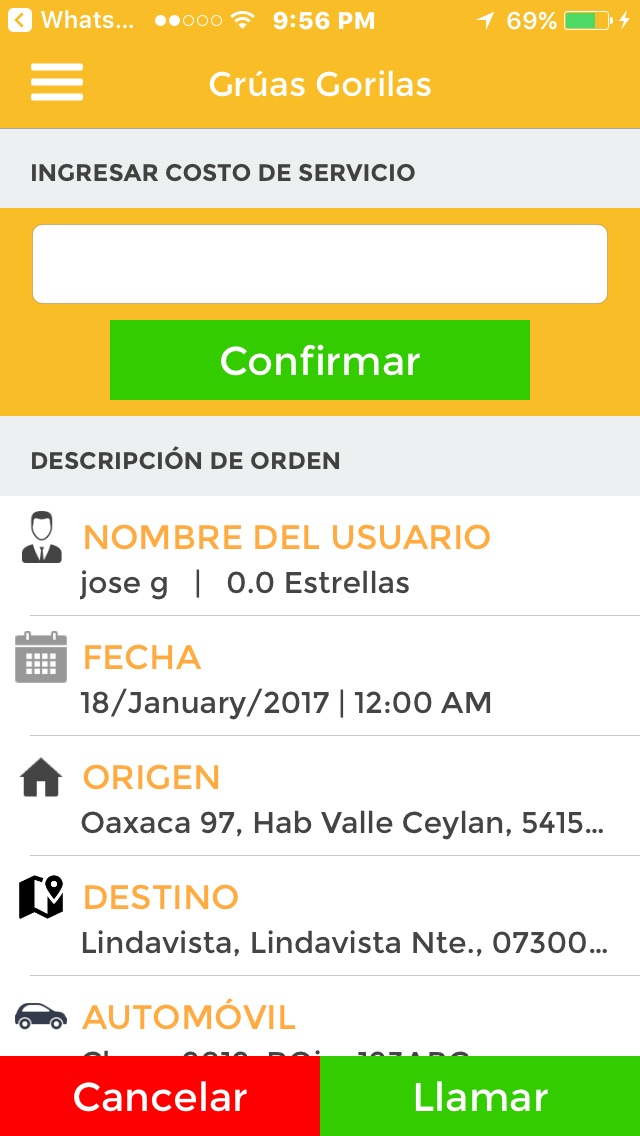 Whats... 9:56 PM 69%
Grúas Gorilas
INGRESAR COSTO DE SERVICIO
Confirmar
DESCRIPCIÓN DE ORDEN
NOMBRE DEL USUARIO
jose g | 0.0 Estrellas
FECHA
18/January/2017 | 12:00 AM
ORIGEN
Oaxaca 97, Hab Valle Ceylan, 5415...
DESTINO
Lindavista, Lindavista Nte., 07300...
AUTOMÓVIL
Cancelar Llamar